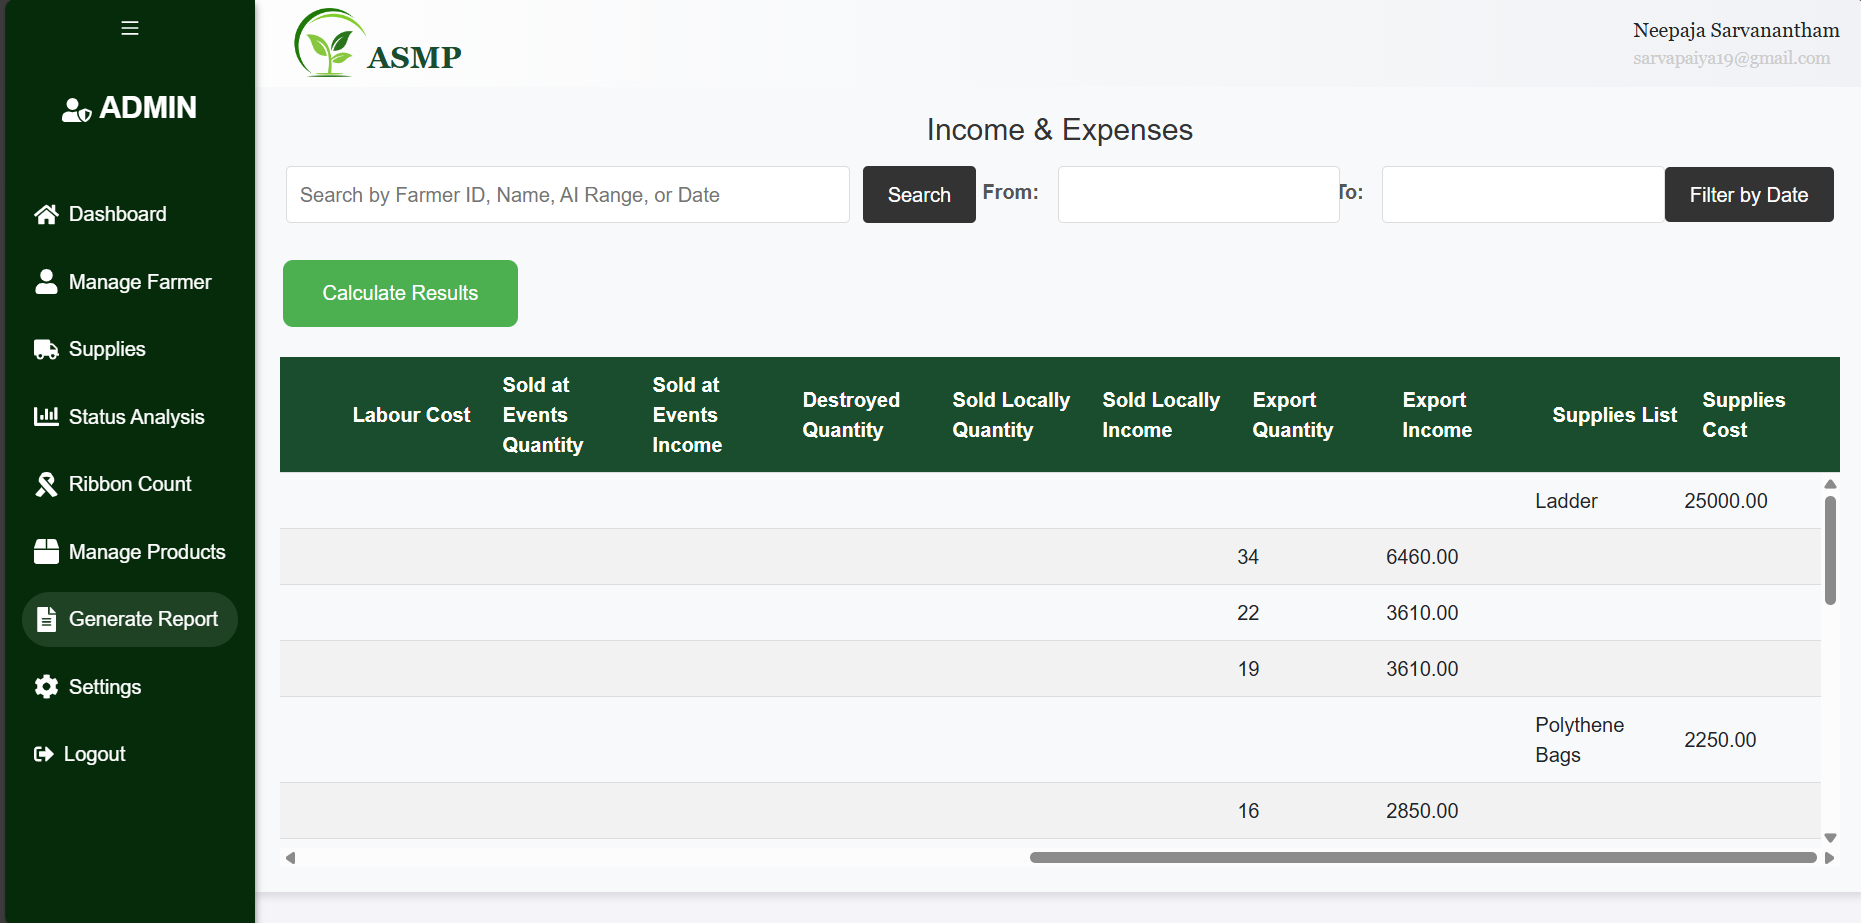 ADMIN
Dashboard
Manage Farmer
Supplies
Status Analysis
Ribbon Count
Manage Products
Generate Report
Settings
Logout
ASMP
Neepaja Sarvanantham
sarvapaiya19@gmail.com
Income & Expenses
Search by Farmer ID, Name, AI Range, or Date
Search
From:
To:
Filter by Date
Calculate Results
Labour Cost
Sold at
Events
Quantity
Sold at
Events
Income
Destroyed
Quantity
Sold Locally
Quantity
Sold Locally
Income
Export
Quantity
Export
Income
Supplies List
Supplies
Cost
Ladder 25000.00
34 6460.00
22 3610.00
19 3610.00
Polythene
Bags
2250.00
16 2850.00